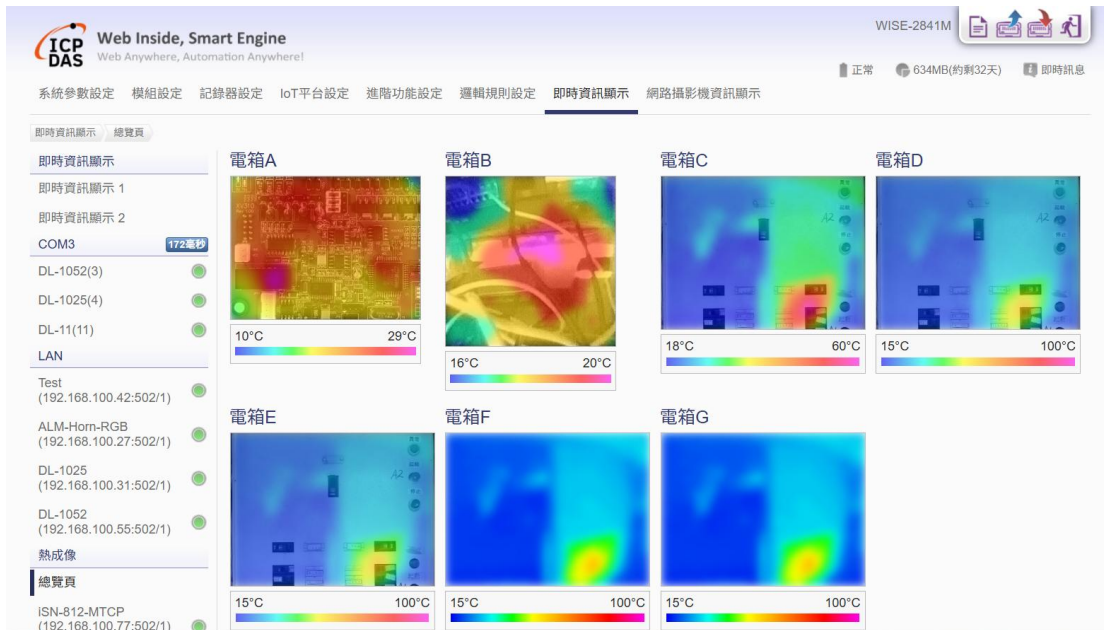 WISE-2841M
ICP DAS
Web Inside, Smart Engine
Web Anywhere, Automation Anywhere!
正常
634MB(約剩32天)
即時訊息
系統參數設定 模組設定 記錄器設定 IoT平台設定 進階功能設定 邏輯規則設定 即時資訊顯示 網路攝影機資訊顯示
即時資訊顯示 總覽頁
即時資訊顯示
即時資訊顯示 1
即時資訊顯示 2
COM3 172毫秒
DL-1052(3)
DL-1025(4)
DL-11(11)
LAN
Test
(192.168.100.42:502/1)
ALM-Horn-RGB
(192.168.100.27:502/1)
DL-1025
(192.168.100.31:502/1)
DL-1052
(192.168.100.55:502/1)
熱成像
總覽頁
iSN-812-MTCP
(192.168.100.77:502/1)
電箱A
10°C 29°C
電箱B
16°C 20°C
電箱C
A2
18°C 60°C
電箱D
A2
15°C 100°C
電箱E
A2
15°C 100°C
電箱F
15°C 100°C
電箱G
15°C 100°C